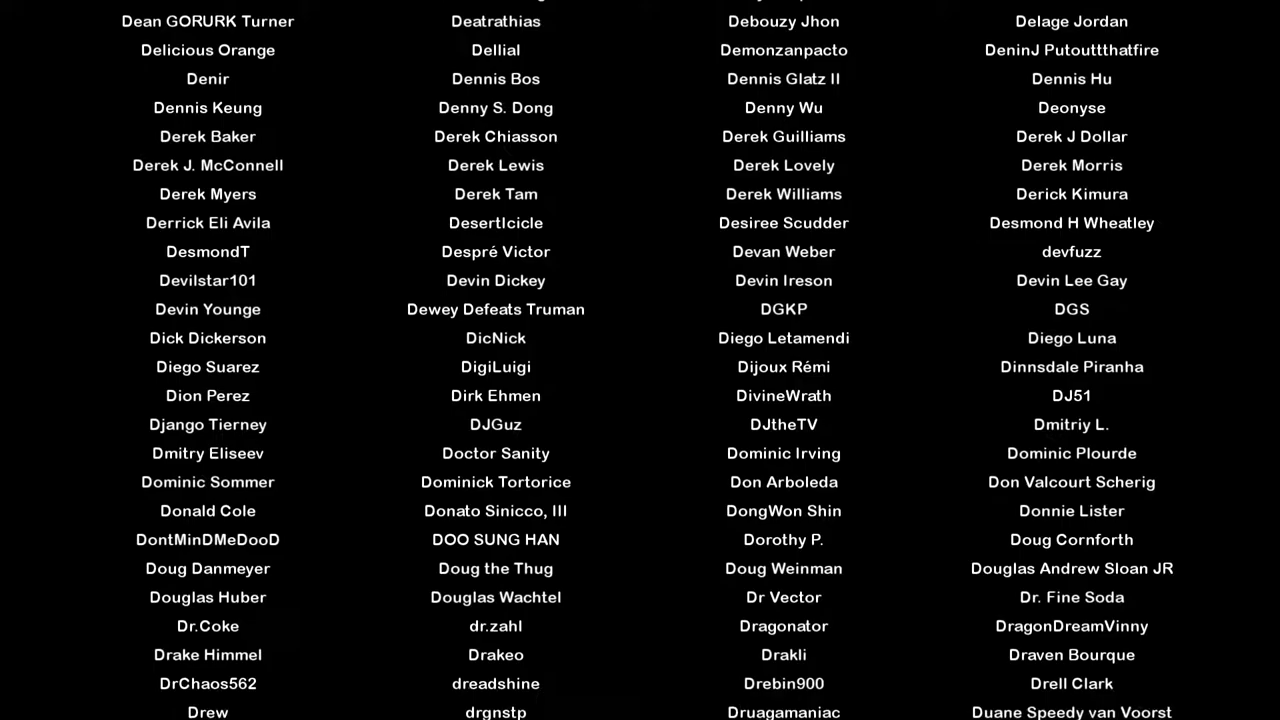 Dean GORURK Turner Deatrathias Debouzy Jhon Delage Jordan
Delicious Orange Dellial Demonzanpacto DeninJ Putouttthatfire
Denir Dennis Bos Dennis Glatz II Dennis Hu
Dennis Keung Denny S. Dong Denny Wu Deonyse
Derek Baker Derek Chiasson Derek Guilliams Derek J Dollar
Derek J. McConnell Derek Lewis Derek Lovely Derek Morris
Derek Myers Derek Tam Derek Williams Derick Kimura
Derrick Eli Avila DesertIcicle Desiree Scudder Desmond H Wheatley
DesmondT Despré Victor Devan Weber devfuzz
Devilstar101 Devin Dickey Devin Ireson Devin Lee Gay
Devin Younge Dewey Defeats Truman DGKP DGS
Dick Dickerson DicNick Diego Letamendi Diego Luna
Diego Suarez DigiLuigi Dijoux Rémi Dinnsdale Piranha
Dion Perez Dirk Ehmen DivineWrath DJ51
Django Tierney DJGuz DJtheTV Dmitriy L.
Dmitry Eliseev Doctor Sanity Dominic Irving Dominic Plourde
Dominic Sommer Dominick Tortorice Don Arboleda Don Valcourt Scherig
Donald Cole Donato Sinicco, III DongWon Shin Donnie Lister
DontMinDMeDooD DOO SUNG HAN Dorothy P. Doug Cornforth
Doug Danmeyer Doug the Thug Doug Weinman Douglas Andrew Sloan JR
Douglas Huber Douglas Wachtel Dr Vector Dr. Fine Soda
Dr.Coke dr.zahl Dragonator DragonDreamVinny
Drake Himmel Drakeo Drakli Draven Bourque
DrChaos562 dreadshine Drebin900 Drell Clark
Drew drgnstp Druagamaniac Duane Speedy van Voorst